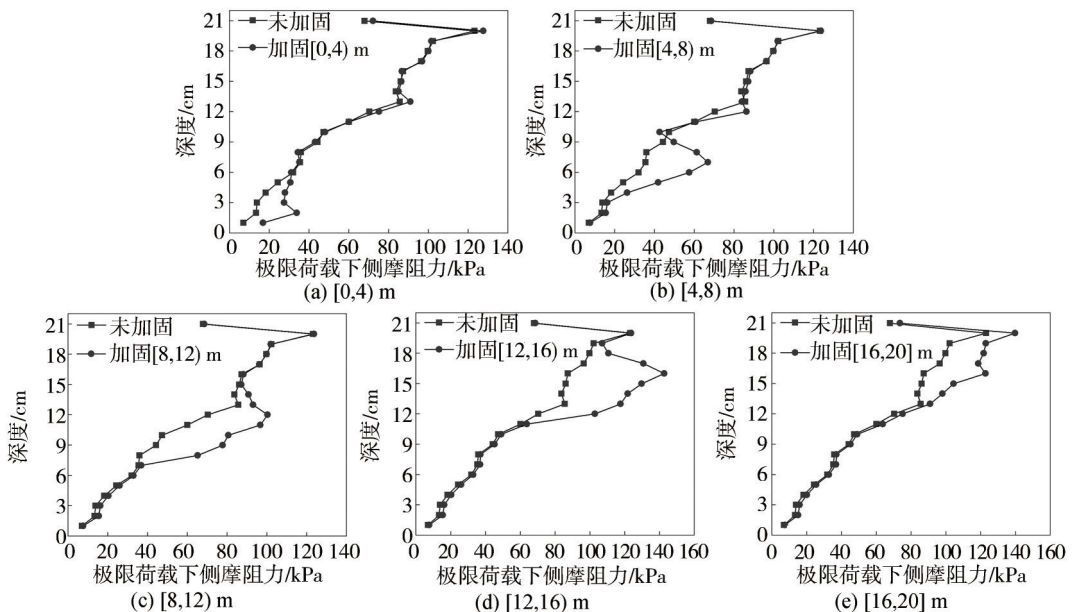 21
18
15
12
9
6
3
0
深度/cm
未加固
加固[0,4) m
0 20 40 60 80 100 120 140
极限荷载下侧摩阻力/kPa
(a) [0,4) m
21
18
15
12
9
6
3
0
深度/cm
未加固
加固[4,8) m
0 20 40 60 80 100 120 140
极限荷载下侧摩阻力/kPa
(b) [4,8) m
21
18
15
12
9
6
3
0
深度/cm
未加固
加固[8,12) m
0 20 40 60 80 100 120 140
极限荷载下侧摩阻力/kPa
(c) [8,12) m
21
18
15
12
9
6
3
0
深度/cm
未加固
加固[12,16) m
0 20 40 60 80 100 120 140 160
极限荷载下侧摩阻力/kPa
(d) [12,16) m
21
18
15
12
9
6
3
0
深度/cm
未加固
加固[16,20] m
0 20 40 60 80 100 120 140 160
极限荷载下侧摩阻力/kPa
(e) [16,20] m